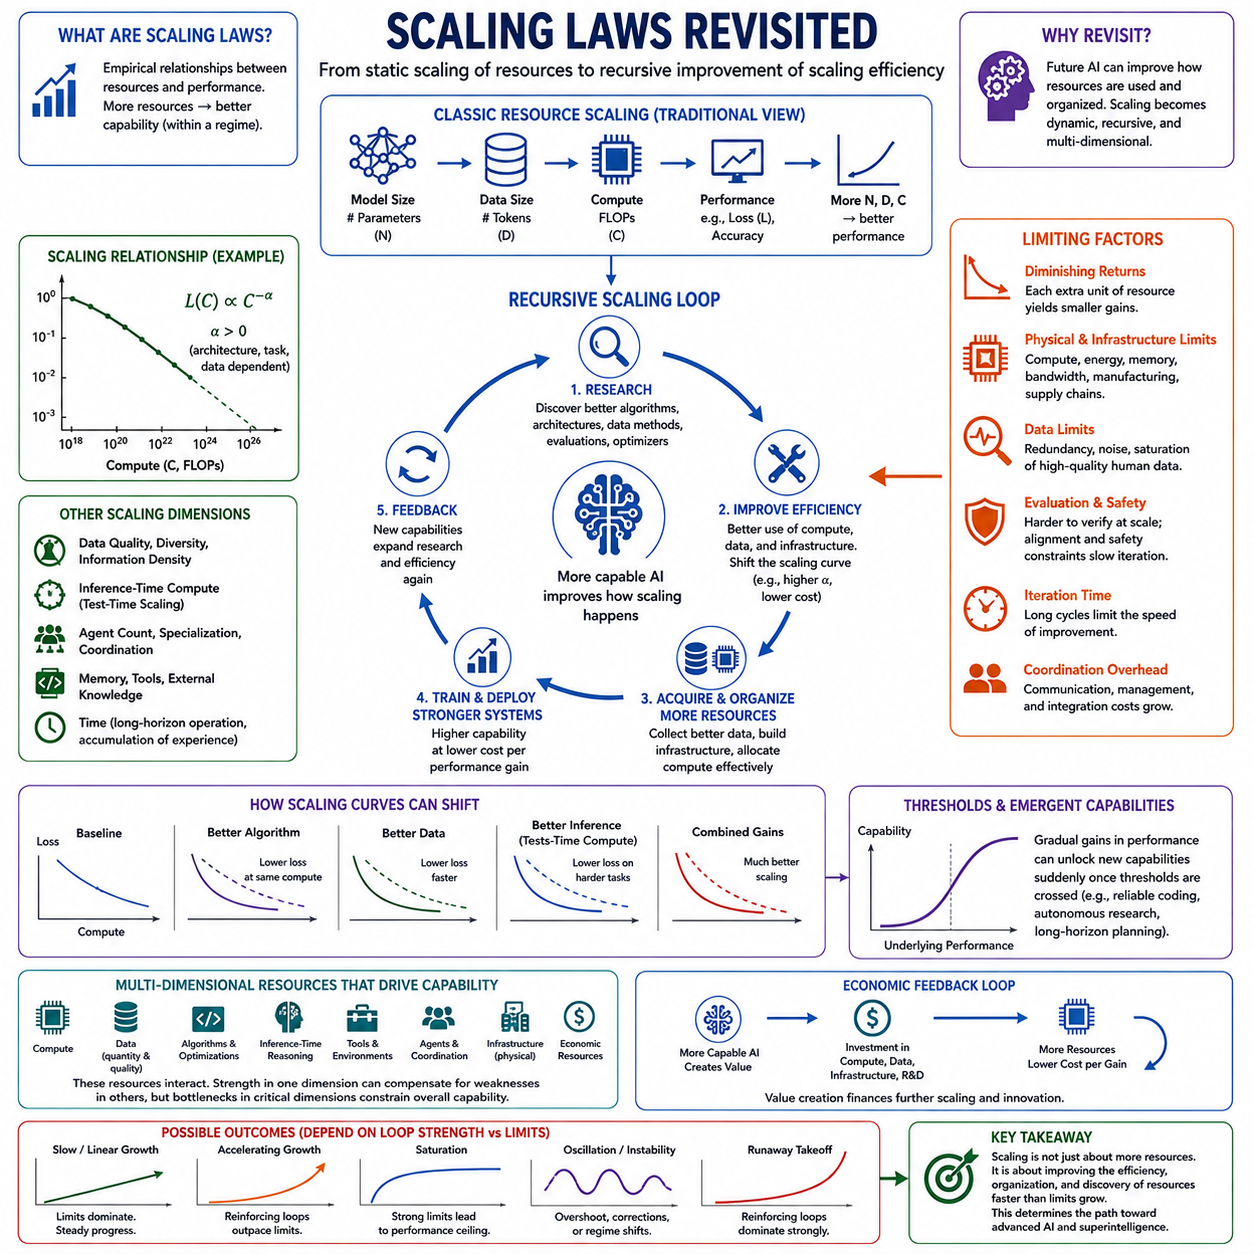 SCALING LAWS REVISITED
From static scaling of resources to recursive improvement of scaling efficiency
WHAT ARE SCALING LAWS?
Empirical relationships between
resources and performance.
More resources → better
capability (within a regime).
CLASSIC RESOURCE SCALING (TRADITIONAL VIEW)
Model Size
# Parameters
(N)
Data Size
# Tokens
(D)
Compute
FLOPs
(C)
Performance
e.g., Loss (L),
Accuracy
More N, D, C
→ better
performance
WHY REVISIT?
Future AI can improve how
resources are used and
organized. Scaling becomes
dynamic, recursive, and
multi-dimensional.
SCALING RELATIONSHIP (EXAMPLE)
L(C) ∝ C^−α
α > 0
(architecture, task,
data dependent)
10⁰
10⁻¹
10⁻²
10⁻³
10¹⁸ 10²⁰ 10²² 10²⁴ 10²⁶
Compute (C, FLOPs)
OTHER SCALING DIMENSIONS
Data Quality, Diversity,
Information Density
Inference-Time Compute
(Test-Time Scaling)
Agent Count, Specialization,
Coordination
</>
Memory, Tools, External
Knowledge
Time (long-horizon operation,
accumulation of experience)
RECURSIVE SCALING LOOP
1. RESEARCH
Discover better algorithms,
architectures, data methods,
evaluations, optimizers
2. IMPROVE EFFICIENCY
Better use of compute,
data, and infrastructure.
Shift the scaling curve
(e.g., higher α,
lower cost)
3. ACQUIRE & ORGANIZE
MORE RESOURCES
Collect better data, build
infrastructure, allocate
compute effectively
4. TRAIN & DEPLOY
STRONGER SYSTEMS
Higher capability
at lower cost per
performance gain
5. FEEDBACK
New capabilities
expand research
and efficiency
again
More capable AI
improves how scaling
happens
LIMITING FACTORS
Diminishing Returns
Each extra unit of resource
yields smaller gains.
Physical & Infrastructure Limits
Compute, energy, memory,
bandwidth, manufacturing,
supply chains.
Data Limits
Redundancy, noise, saturation
of high-quality human data.
Evaluation & Safety
Harder to verify at scale;
alignment and safety
constraints slow iteration.
Iteration Time
Long cycles limit the speed
of improvement.
Coordination Overhead
Communication, management,
and integration costs grow.
HOW SCALING CURVES CAN SHIFT
Baseline
Loss
Compute
Better Algorithm
Lower loss
at same compute
Better Data
Lower loss
faster
Better Inference
(Tests-Time Compute)
Lower loss on
harder tasks
Combined Gains
Much better
scaling
THRESHOLDS & EMERGENT CAPABILITIES
Capability
Underlying Performance
Gradual gains in performance
can unlock new capabilities
suddenly once thresholds are
crossed (e.g., reliable coding,
autonomous research,
long-horizon planning).
MULTI-DIMENSIONAL RESOURCES THAT DRIVE CAPABILITY
Compute
Data
(quantity &
quality)
</>
Algorithms &
Optimizations
Inference-Time
Reasoning
Tools &
Environments
Agents &
Coordination
Infrastructure
(physical)
$
Economic
Resources
These resources interact. Strength in one dimension can compensate for weaknesses
in others, but bottlenecks in critical dimensions constrain overall capability.
ECONOMIC FEEDBACK LOOP
More Capable AI
Creates Value
$
Investment in
Compute, Data,
Infrastructure, R&D
More Resources
Lower Cost per Gain
Value creation finances further scaling and innovation.
POSSIBLE OUTCOMES (DEPEND ON LOOP STRENGTH vs LIMITS)
Slow / Linear Growth
Limits dominate.
Steady progress.
Accelerating Growth
Reinforcing loops
outpace limits.
Saturation
Strong limits lead
to performance ceiling.
Oscillation / Instability
Overshoot, corrections,
or regime shifts.
Runaway Takeoff
Reinforcing loops
dominate strongly.
KEY TAKEAWAY
Scaling is not just about more resources.
It is about improving the efficiency,
organization, and discovery of resources
faster than limits grow.
This determines the path toward
advanced AI and superintelligence.